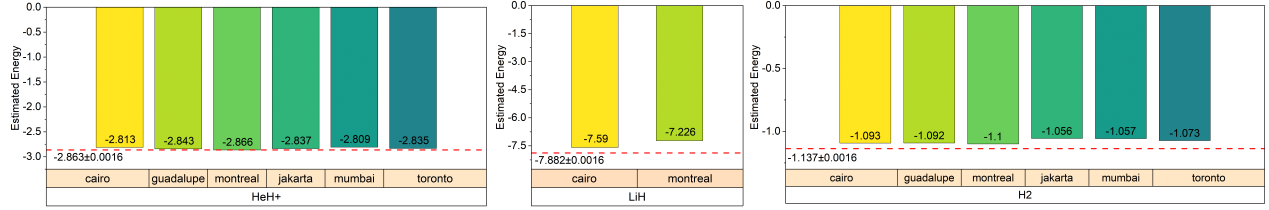 Estimated Energy
0.0
-0.5
-1.0
-1.5
-2.0
-2.5
-3.0
-2.813
-2.843
-2.866
-2.837
-2.809
-2.835
-2.863±0.0016
cairo
guadalupe
montreal
jakarta
mumbai
toronto
HeH+
Estimated Energy
0.0
-1.5
-3.0
-4.5
-6.0
-7.5
-7.59
-7.226
-7.882±0.0016
cairo
montreal
LiH
Estimated Energy
0.0
-0.5
-1.0
-1.093
-1.092
-1.1
-1.056
-1.057
-1.073
-1.137±0.0016
cairo
guadalupe
montreal
jakarta
mumbai
toronto
H2